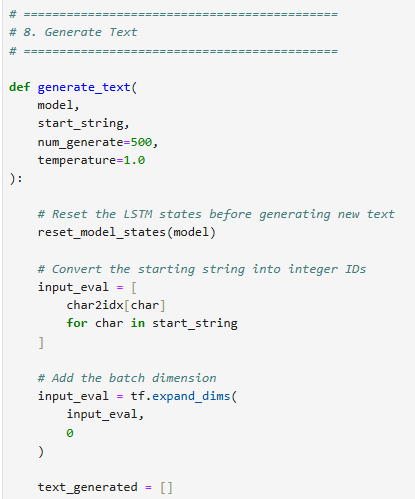 # ==========================================
# 8. Generate Text
# ==========================================
def generate_text(
    model,
    start_string,
    num_generate=500,
    temperature=1.0
):
    # Reset the LSTM states before generating new text
    reset_model_states(model)
    # Convert the starting string into integer IDs
    input_eval = [
        char2idx[char]
        for char in start_string
    ]
    # Add the batch dimension
    input_eval = tf.expand_dims(
        input_eval,
        0
    )
    text_generated = []